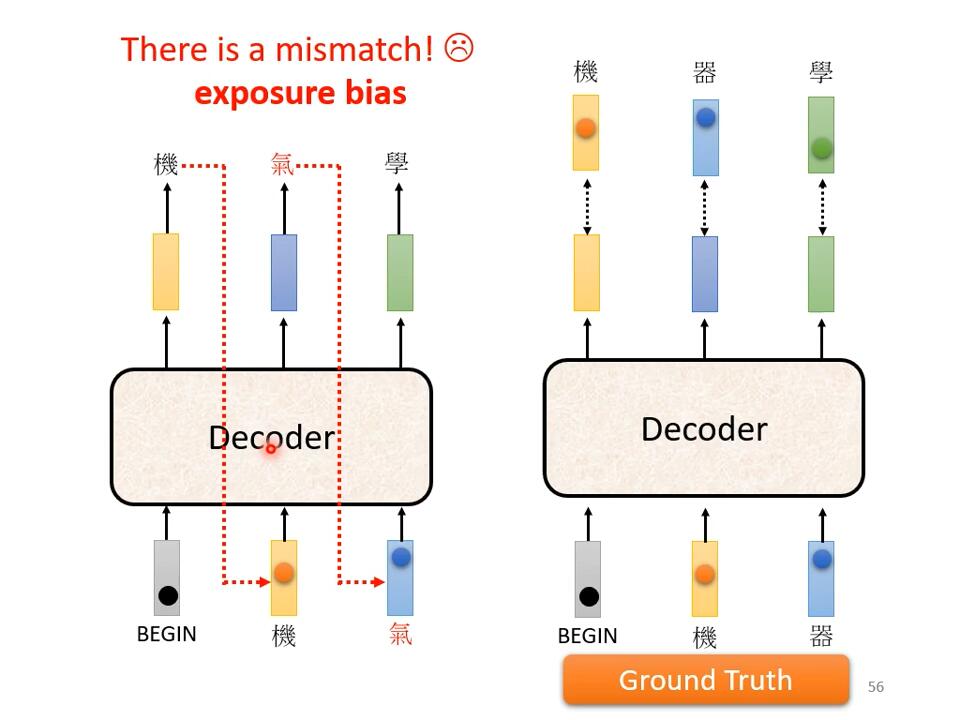 There is a mismatch! ☹
exposure bias
機 氣 學
Decoder
BEGIN 機 氣
機 器 學
Decoder
BEGIN 機 器
Ground Truth
56